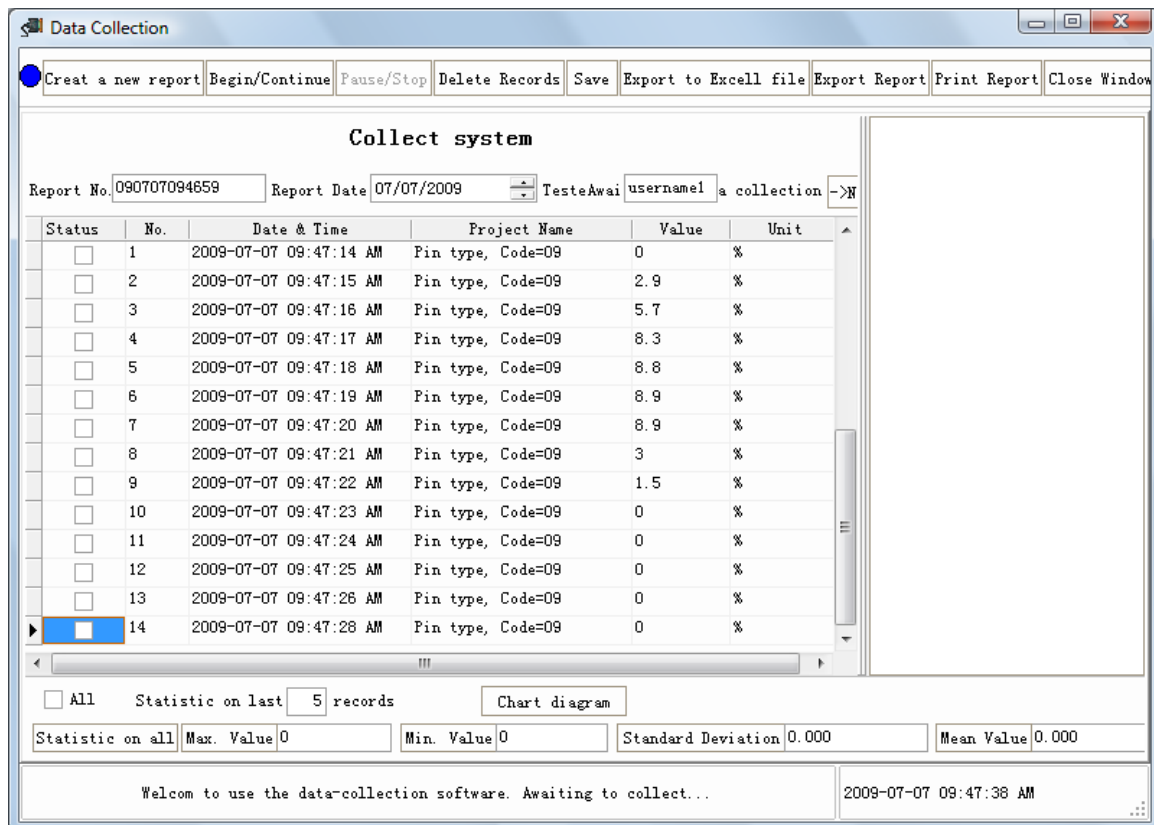 Data Collection
Creat a new report Begin/Continue Pause/Stop Delete Records Save Export to Excell file Export Report Print Report Close Window
Collect system
Report No. 090707094659 Report Date 07/07/2009 TesteAwai username1 a collection ->N
Status No. Date & Time Project Name Value Unit
1 2009-07-07 09:47:14 AM Pin type, Code=09 0 %
2 2009-07-07 09:47:15 AM Pin type, Code=09 2.9 %
3 2009-07-07 09:47:16 AM Pin type, Code=09 5.7 %
4 2009-07-07 09:47:17 AM Pin type, Code=09 8.3 %
5 2009-07-07 09:47:18 AM Pin type, Code=09 8.8 %
6 2009-07-07 09:47:19 AM Pin type, Code=09 8.9 %
7 2009-07-07 09:47:20 AM Pin type, Code=09 8.9 %
8 2009-07-07 09:47:21 AM Pin type, Code=09 3 %
9 2009-07-07 09:47:22 AM Pin type, Code=09 1.5 %
10 2009-07-07 09:47:23 AM Pin type, Code=09 0 %
11 2009-07-07 09:47:24 AM Pin type, Code=09 0 %
12 2009-07-07 09:47:25 AM Pin type, Code=09 0 %
13 2009-07-07 09:47:26 AM Pin type, Code=09 0 %
14 2009-07-07 09:47:28 AM Pin type, Code=09 0 %
All Statistic on last 5 records Chart diagram
Statistic on all Max. Value 0 Min. Value 0 Standard Deviation 0.000 Mean Value 0.000
Welcom to use the data-collection software. Awaiting to collect... 2009-07-07 09:47:38 AM